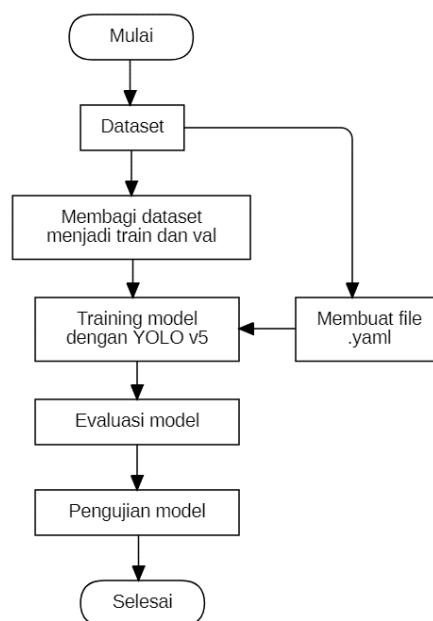 Mulai
Dataset
Membagi dataset
menjadi train dan val
Training model
dengan YOLO v5
Membuat file
.yaml
Evaluasi model
Pengujian model
Selesai